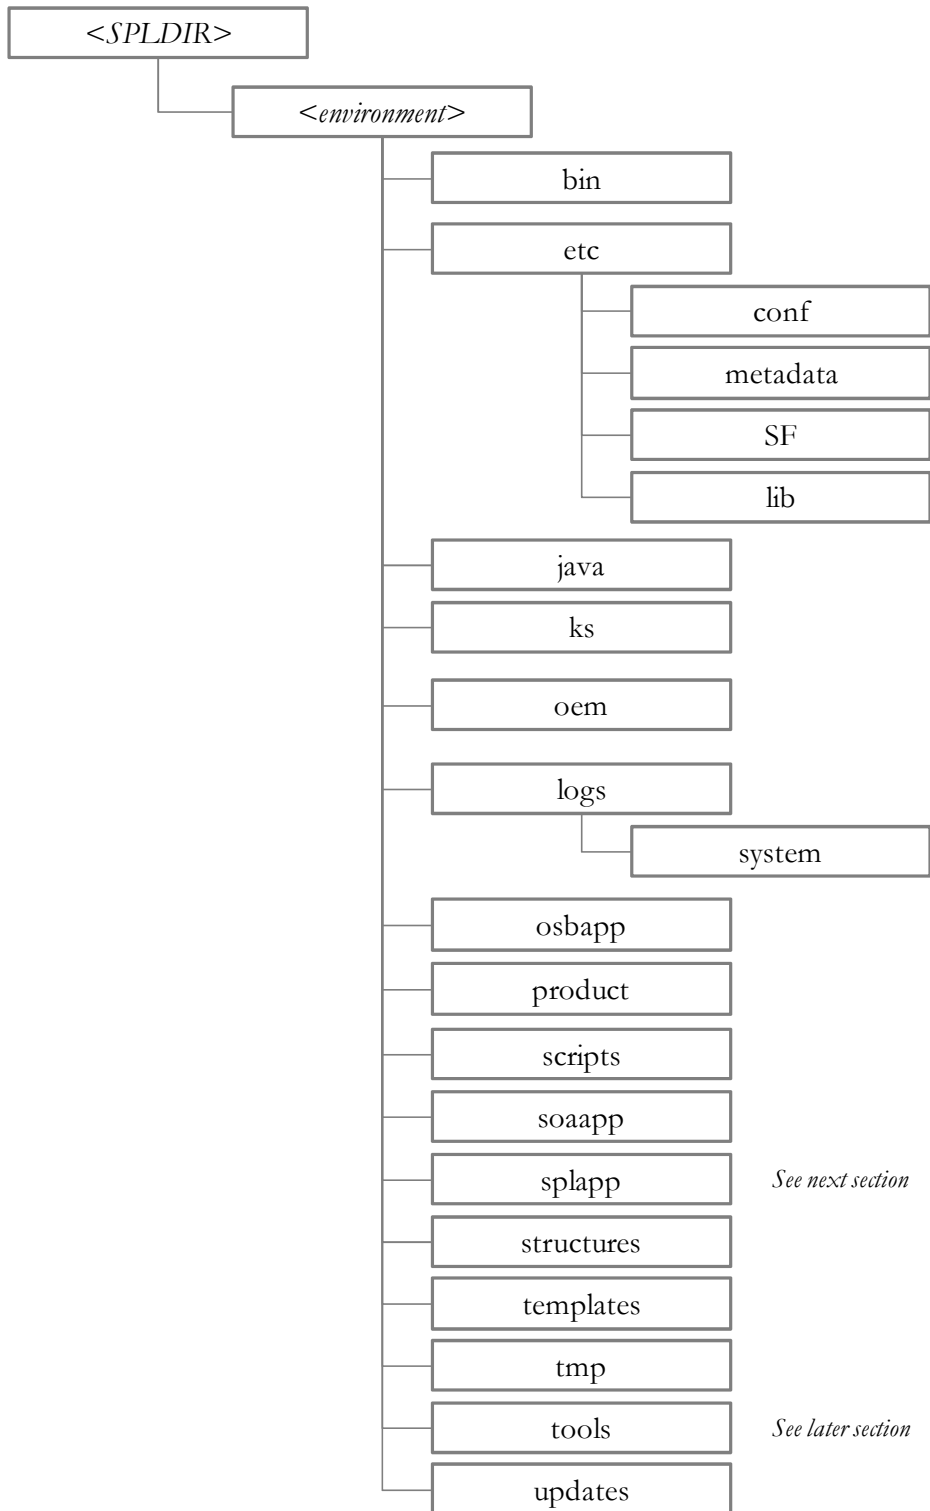 <SPLDIR>
<environment>
bin
etc
conf
metadata
SF
lib
java
ks
oem
logs
system
osbapp
product
scripts
soaapp
splapp See next section
structures
templates
tmp
tools See later section
updates